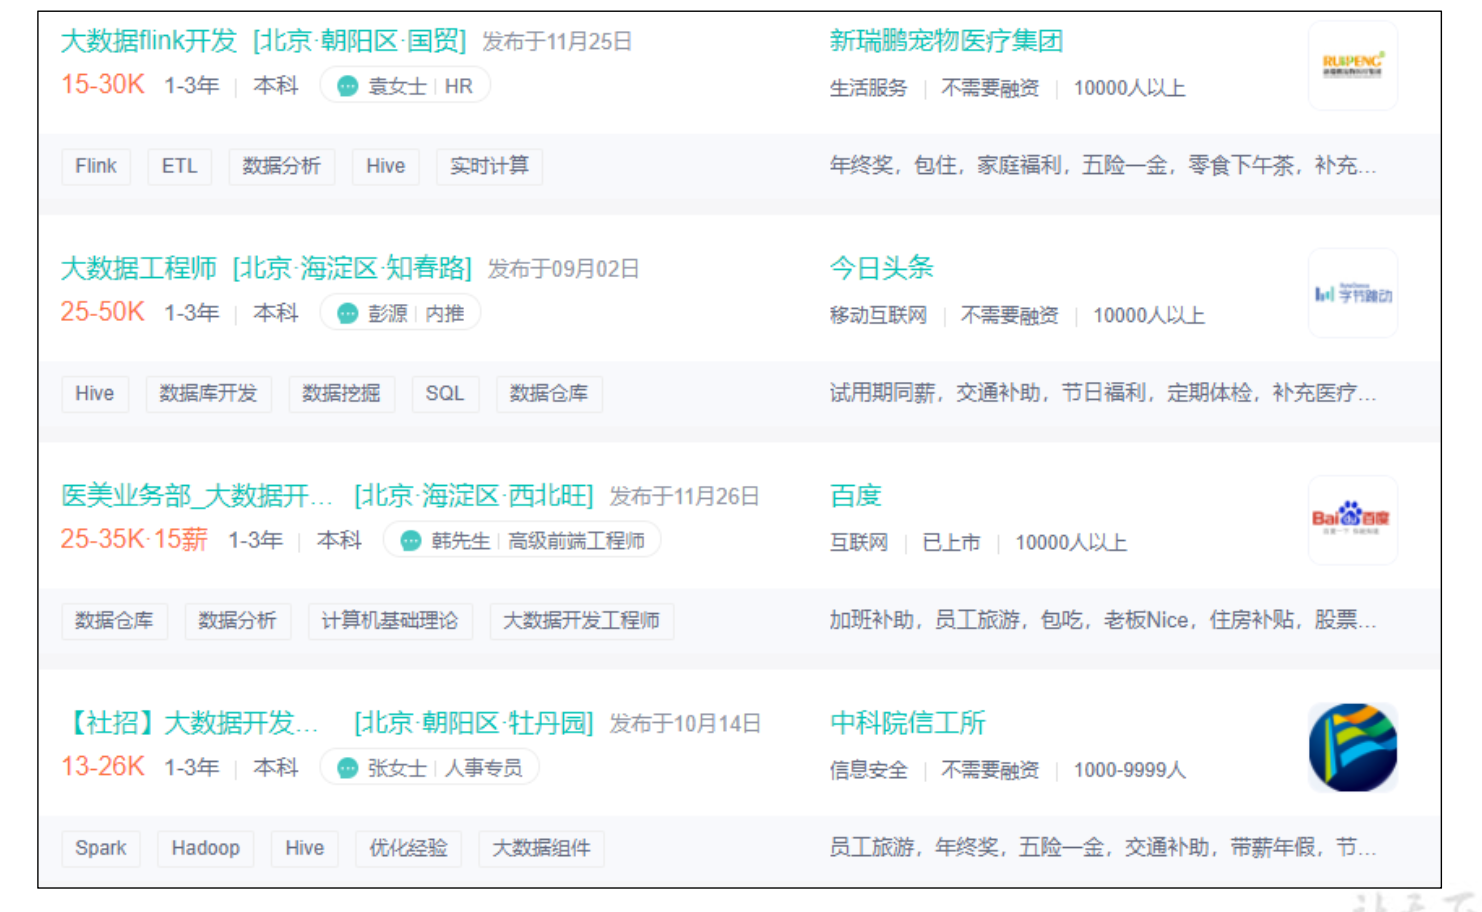 大数据flink开发 [北京·朝阳区·国贸] 发布于11月25日
新瑞鹏宠物医疗集团
15-30K 1-3年 本科 袁女士 HR
生活服务 不需要融资 10000人以上
RUIPENG
Flink ETL 数据分析 Hive 实时计算
年终奖，包住，家庭福利，五险一金，零食下午茶，补充...
大数据工程师 [北京·海淀区·知春路] 发布于09月02日
今日头条
25-50K 1-3年 本科 彭源 内推
移动互联网 不需要融资 10000人以上
字节跳动
Hive 数据库开发 数据挖掘 SQL 数据仓库
试用期同薪，交通补助，节日福利，定期体检，补充医疗...
医美业务部_大数据开... [北京·海淀区·西北旺] 发布于11月26日
百度
25-35K·15薪 1-3年 本科 韩先生 高级前端工程师
互联网 已上市 10000人以上
Bai du 百度
数据仓库 数据分析 计算机基础理论 大数据开发工程师
加班补助，员工旅游，包吃，老板Nice，住房补贴，股票...
【社招】大数据开发... [北京·朝阳区·牡丹园] 发布于10月14日
中科院信工所
13-26K 1-3年 本科 张女士 人事专员
信息安全 不需要融资 1000-9999人
Spark Hadoop Hive 优化经验 大数据组件
员工旅游，年终奖，五险一金，交通补助，带薪年假，节...